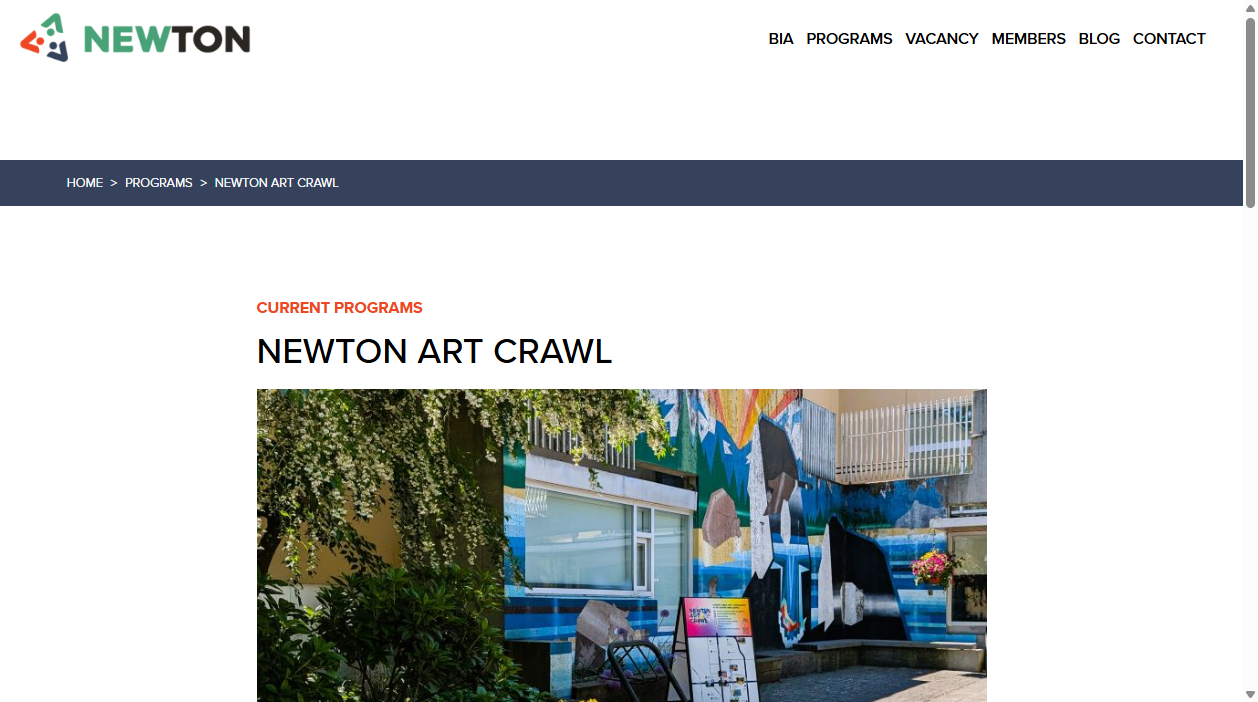 NEWTON
BIA PROGRAMS VACANCY MEMBERS BLOG CONTACT
HOME > PROGRAMS > NEWTON ART CRAWL
CURRENT PROGRAMS
NEWTON ART CRAWL
NEWTON
ART
CRAWL